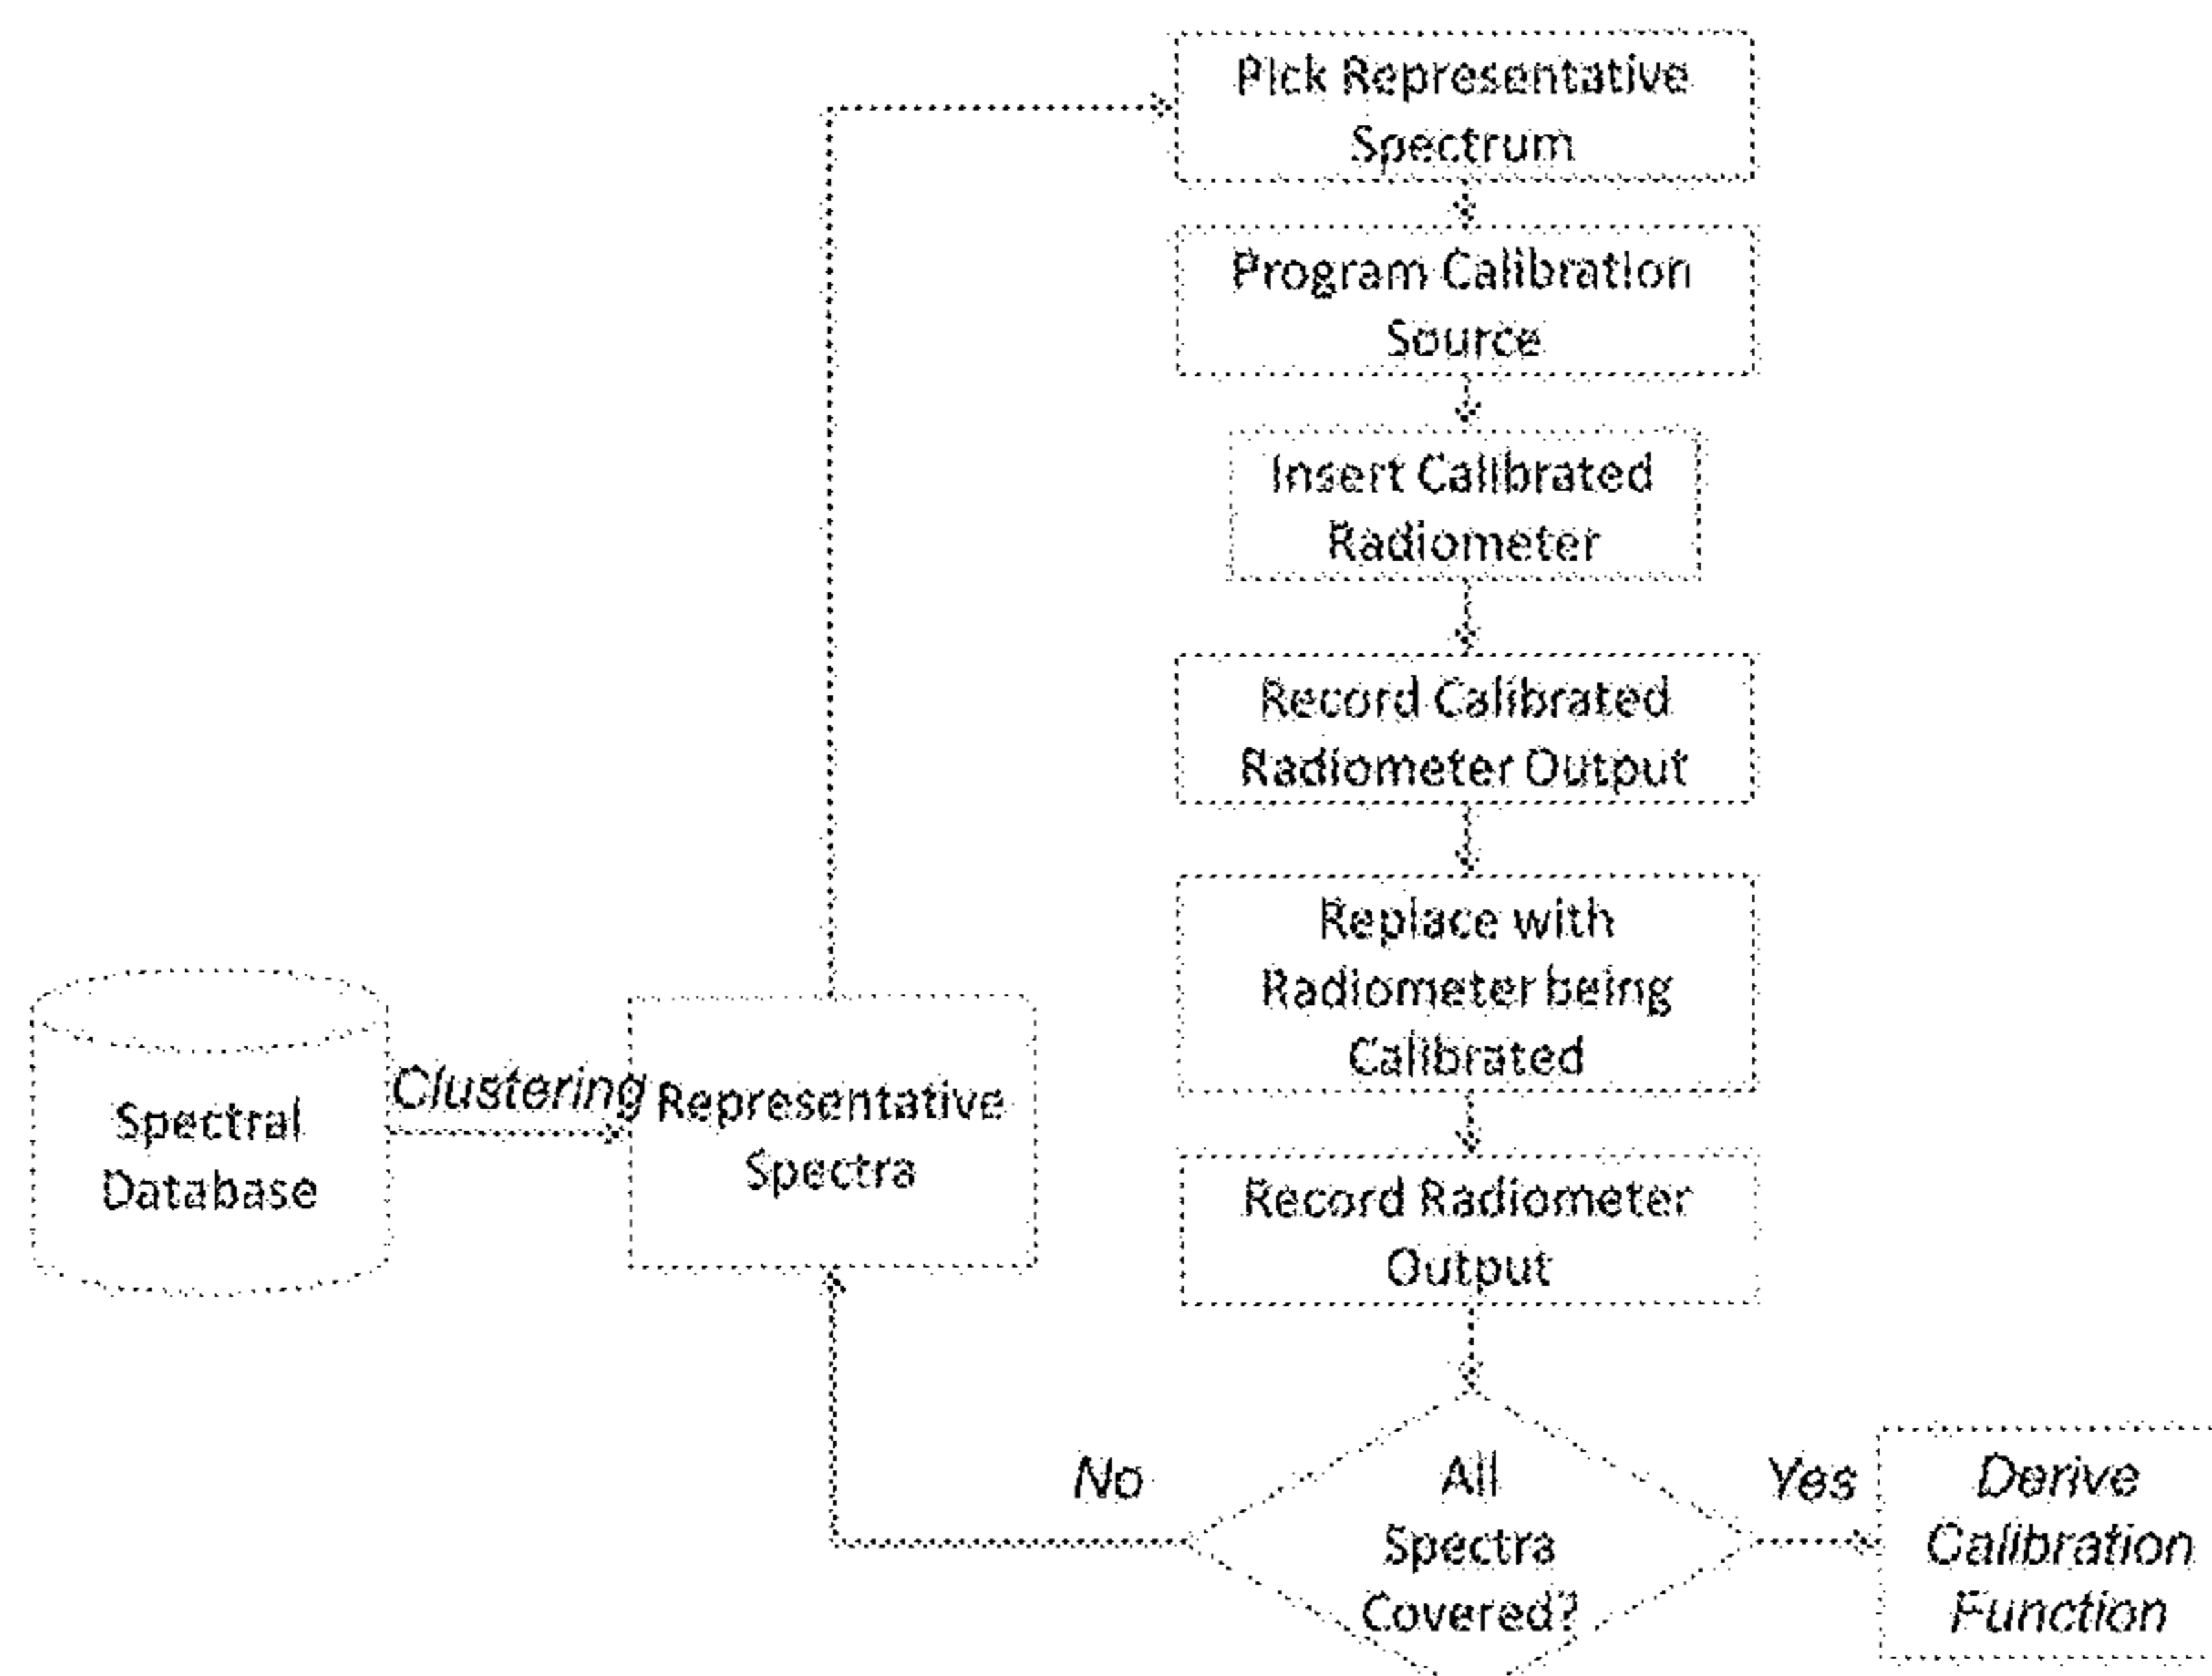 Pick Representative
Spectrum
Program Calibration
Source
Insert Calibrated
Radiometer
Record Calibrated
Radiometer Output
Replace with
Radiometer being
Calibrated
Record Radiometer
Output
Spectral
Database
Clustering
Representative
Spectra
No
All
Spectra
Covered?
Yes
Derive
Calibration
Function